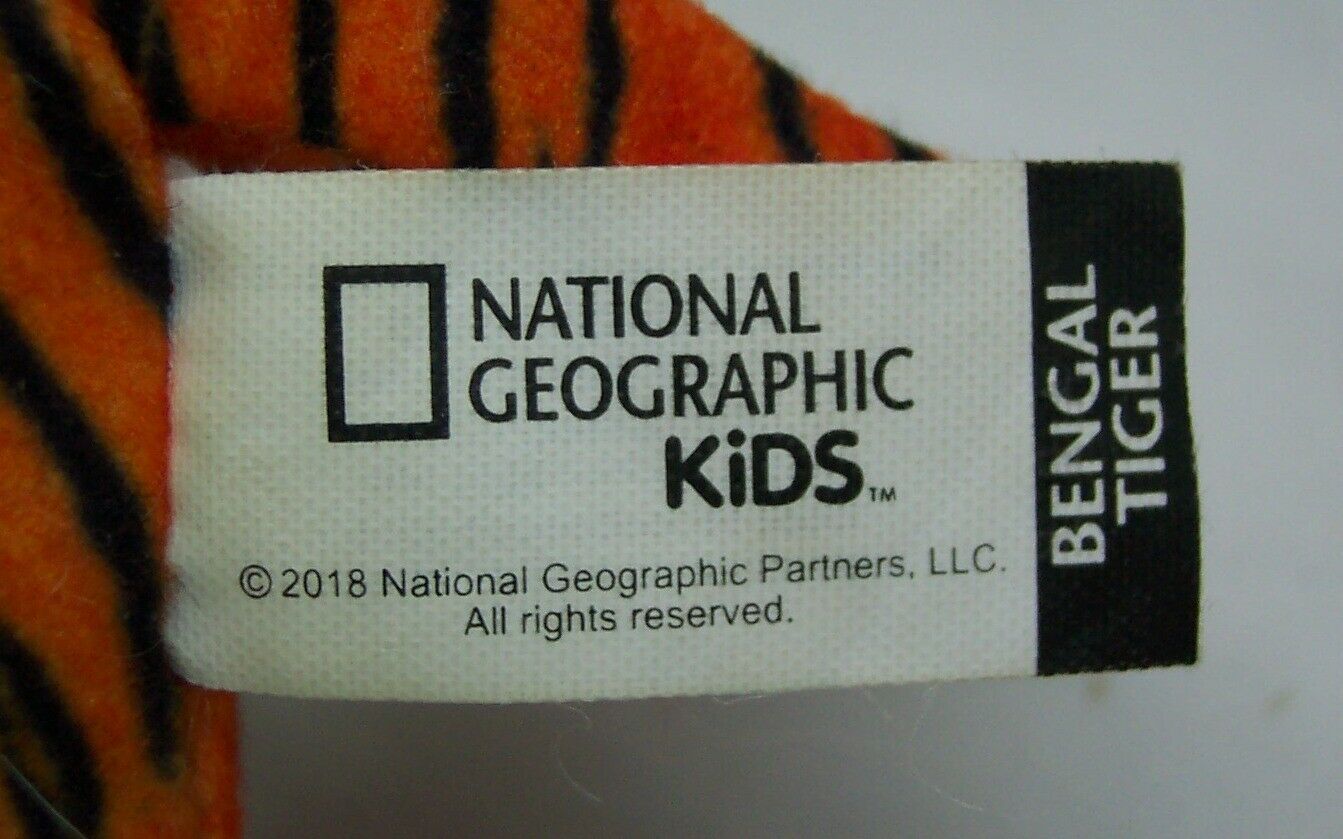 NATIONAL
GEOGRAPHIC
KiDS™
© 2018 National Geographic Partners, LLC.
All rights reserved.
BENGAL
TIGER